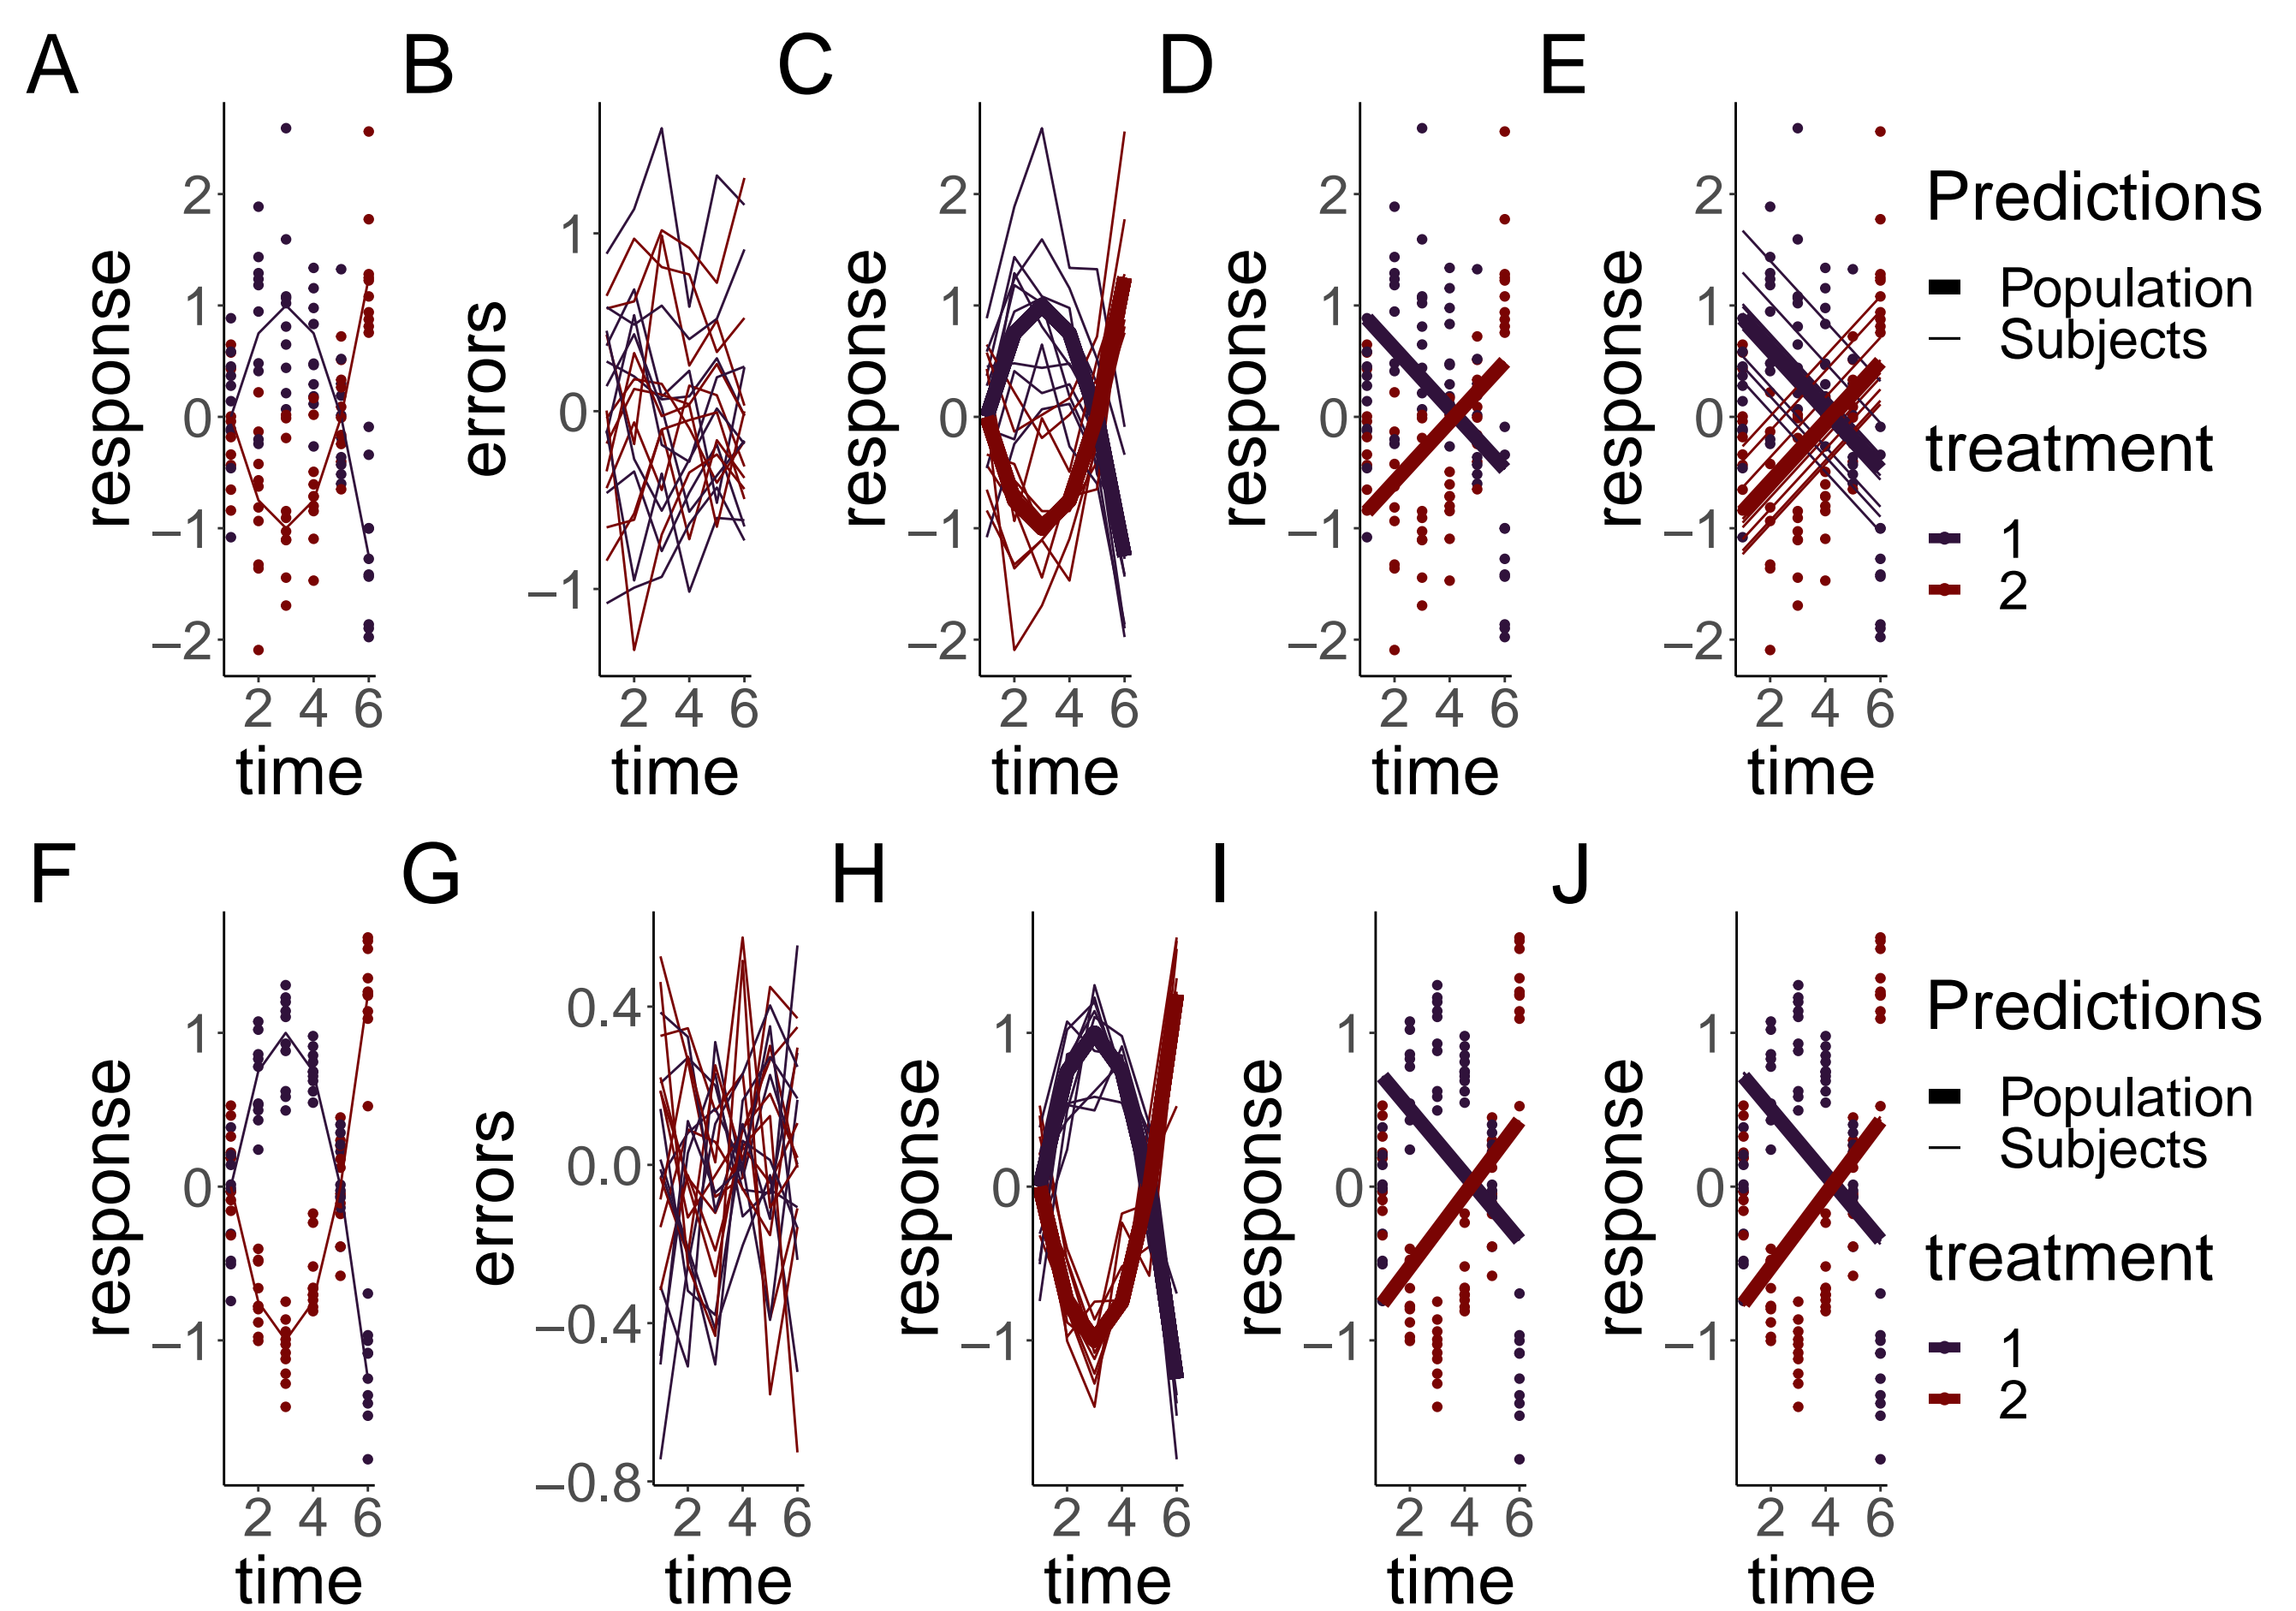 A B C D E
response
2
1
0
−1
−2
2 4 6
time
errors
1
0
−1
2 4 6
time
response
2
1
0
−1
−2
2 4 6
time
response
2
1
0
−1
−2
2 4 6
time
response
2
1
0
−1
−2
2 4 6
time
Predictions
Population
Subjects
treatment
1
2
F G H I J
response
1
0
−1
2 4 6
time
errors
0.4
0.0
−0.4
−0.8
2 4 6
time
response
1
0
−1
2 4 6
time
response
1
0
−1
2 4 6
time
response
1
0
−1
2 4 6
time
Predictions
Population
Subjects
treatment
1
2